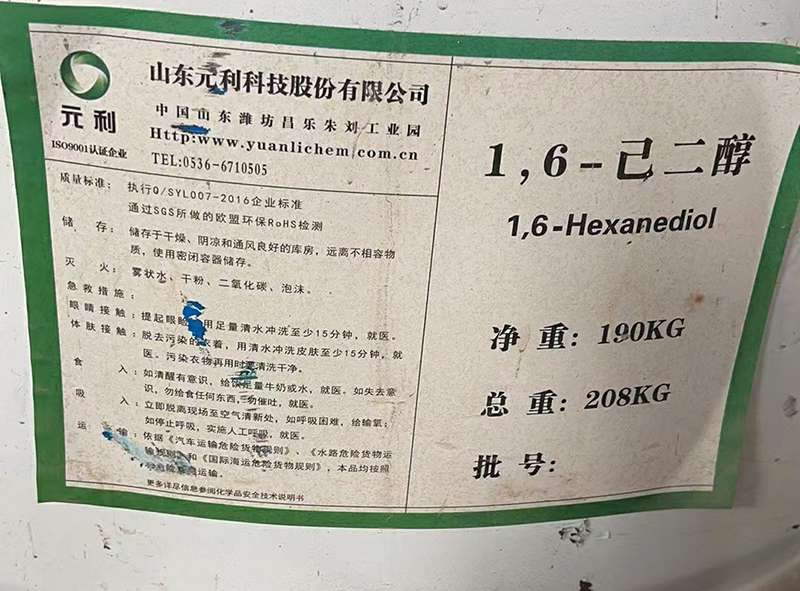 元利
ISO9001认证企业
山东元利科技股份有限公司
中国山东潍坊昌乐朱刘工业园
Http:www.yuanlichem.com.cn
TEL:0536-6710505
质量标准：执行Q/SYL007-2016企业标准
通过SGS所做的欧盟环保RoHS检测
储存：储存于干燥、阴凉和通风良好的库房，远离不相容物
质，使用密闭容器储存。
灭火：雾状水、干粉、二氧化碳、泡沫。
急救措施：
眼睛接触：提起眼睑 用足量清水冲洗至少15分钟，就医。
体肤接触：脱去污染的衣着，用清水冲洗皮肤至少15分钟，就
医。污染衣物再用时 清洗干净。
食入：如清醒有意识，给饮足量牛奶或水，就医。如失去意
识，勿给食任何东西，勿催吐，就医。
吸入：立即脱离现场至空气清新处，如呼吸困难，给输氧；
如停止呼吸，实施人工呼吸，就医。
运输：依据《汽车运输危险货物规则》、《水路危险货物运
输规则》和《国际海运危险货物规则》，本品均按照
运输。
更多详尽信息参阅化学品安全技术说明书
1,6-己二醇
1,6-Hexanediol
净重：190KG
总重：208KG
批号：